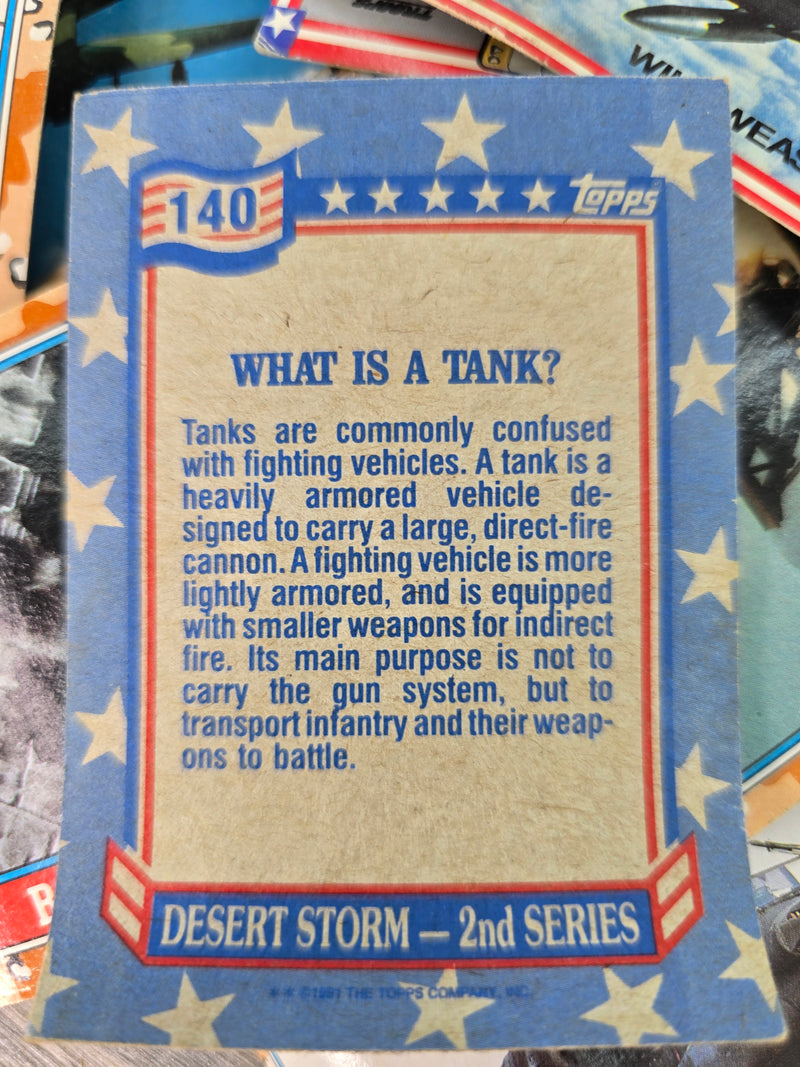 WIL
WEAS
140
topps
WHAT IS A TANK?
Tanks are commonly confused
with fighting vehicles. A tank is a
heavily armored vehicle de-
signed to carry a large, direct-fire
cannon. A fighting vehicle is more
lightly armored, and is equipped
with smaller weapons for indirect
fire. Its main purpose is not to
carry the gun system, but to
transport infantry and their weap-
ons to battle.
DESERT STORM — 2nd SERIES
** ©1991 THE TOPPS COMPANY, INC.